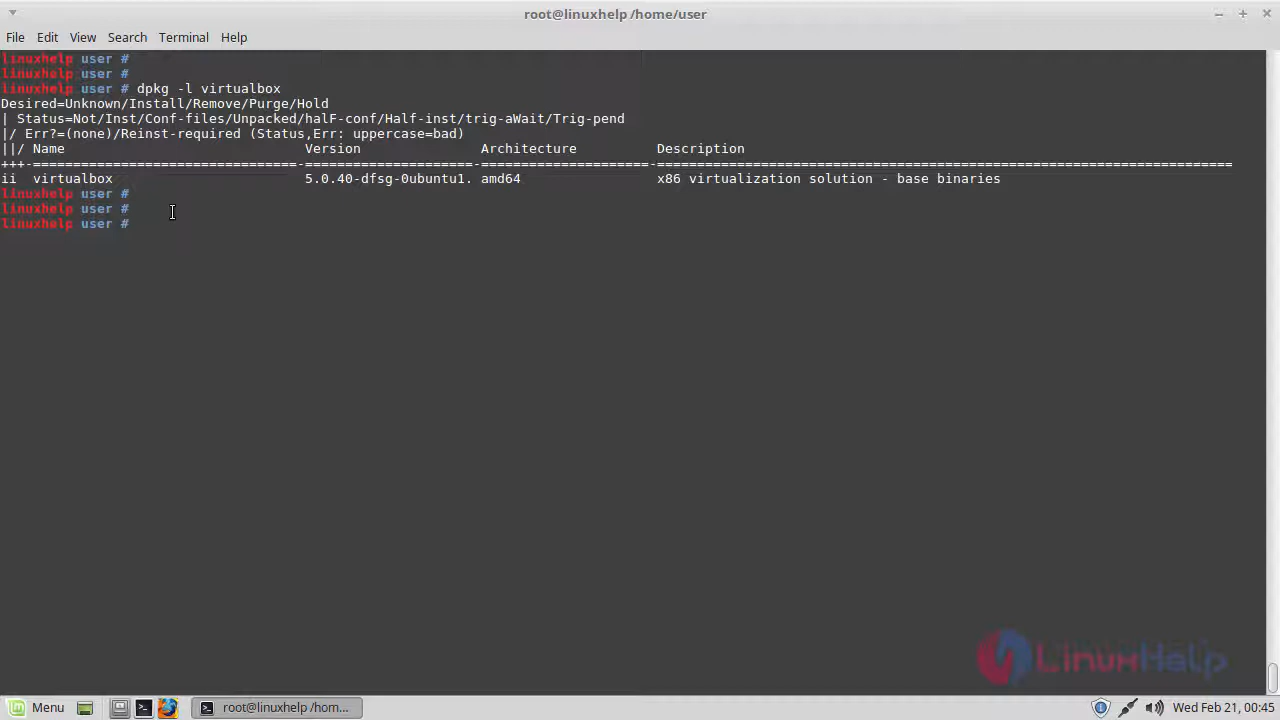 root@linuxhelp /home/user
File Edit View Search Terminal Help
linuxhelp user #
linuxhelp user #
linuxhelp user # dpkg -l virtualbox
Desired=Unknown/Install/Remove/Purge/Hold
| Status=Not/Inst/Conf-files/Unpacked/halF-conf/Half-inst/trig-aWait/Trig-pend
|/ Err?=(none)/Reinst-required (Status,Err: uppercase=bad)
||/ Name Version Architecture Description
+++-=================================-=====================-=====================-========================================================================
ii virtualbox 5.0.40-dfsg-0ubuntu1. amd64 x86 virtualization solution - base binaries
linuxhelp user #
linuxhelp user #
linuxhelp user #
LinuxHelp
Menu root@linuxhelp /hom... Wed Feb 21, 00:45